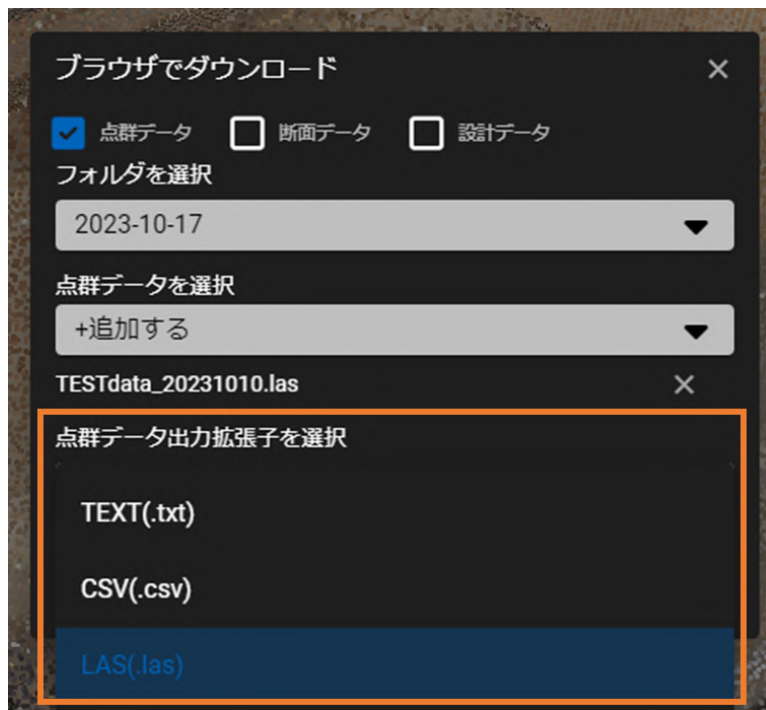 ブラウザでダウンロード
点群データ 断面データ 設計データ
フォルダを選択
2023-10-17
点群データを選択
+追加する
TESTdata_20231010.las
点群データ出力拡張子を選択
TEXT(.txt)
CSV(.csv)
LAS(.las)